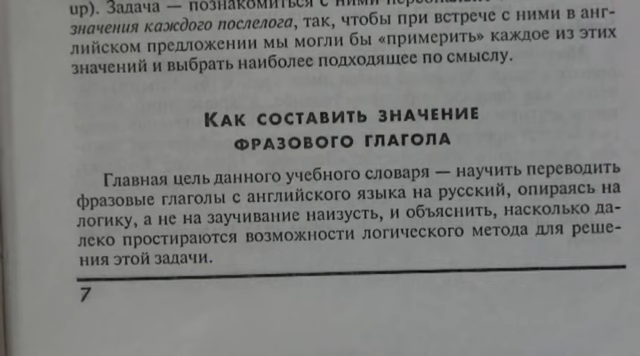 up). Задача — познакомиться с ними
значения каждого послелога, так, чтобы при встрече с ними в анг-
лийском предложении мы могли бы «примерить» каждое из этих
значений и выбрать наиболее подходящее по смыслу.
КАК СОСТАВИТЬ ЗНАЧЕНИЕ
ФРАЗОВОГО ГЛАГОЛА
Главная цель данного учебного словаря — научить переводить
фразовые глаголы с английского языка на русский, опираясь на
логику, а не на заучивание наизусть, и объяснить, насколько да-
леко простираются возможности логического метода для реше-
ния этой задачи.
7